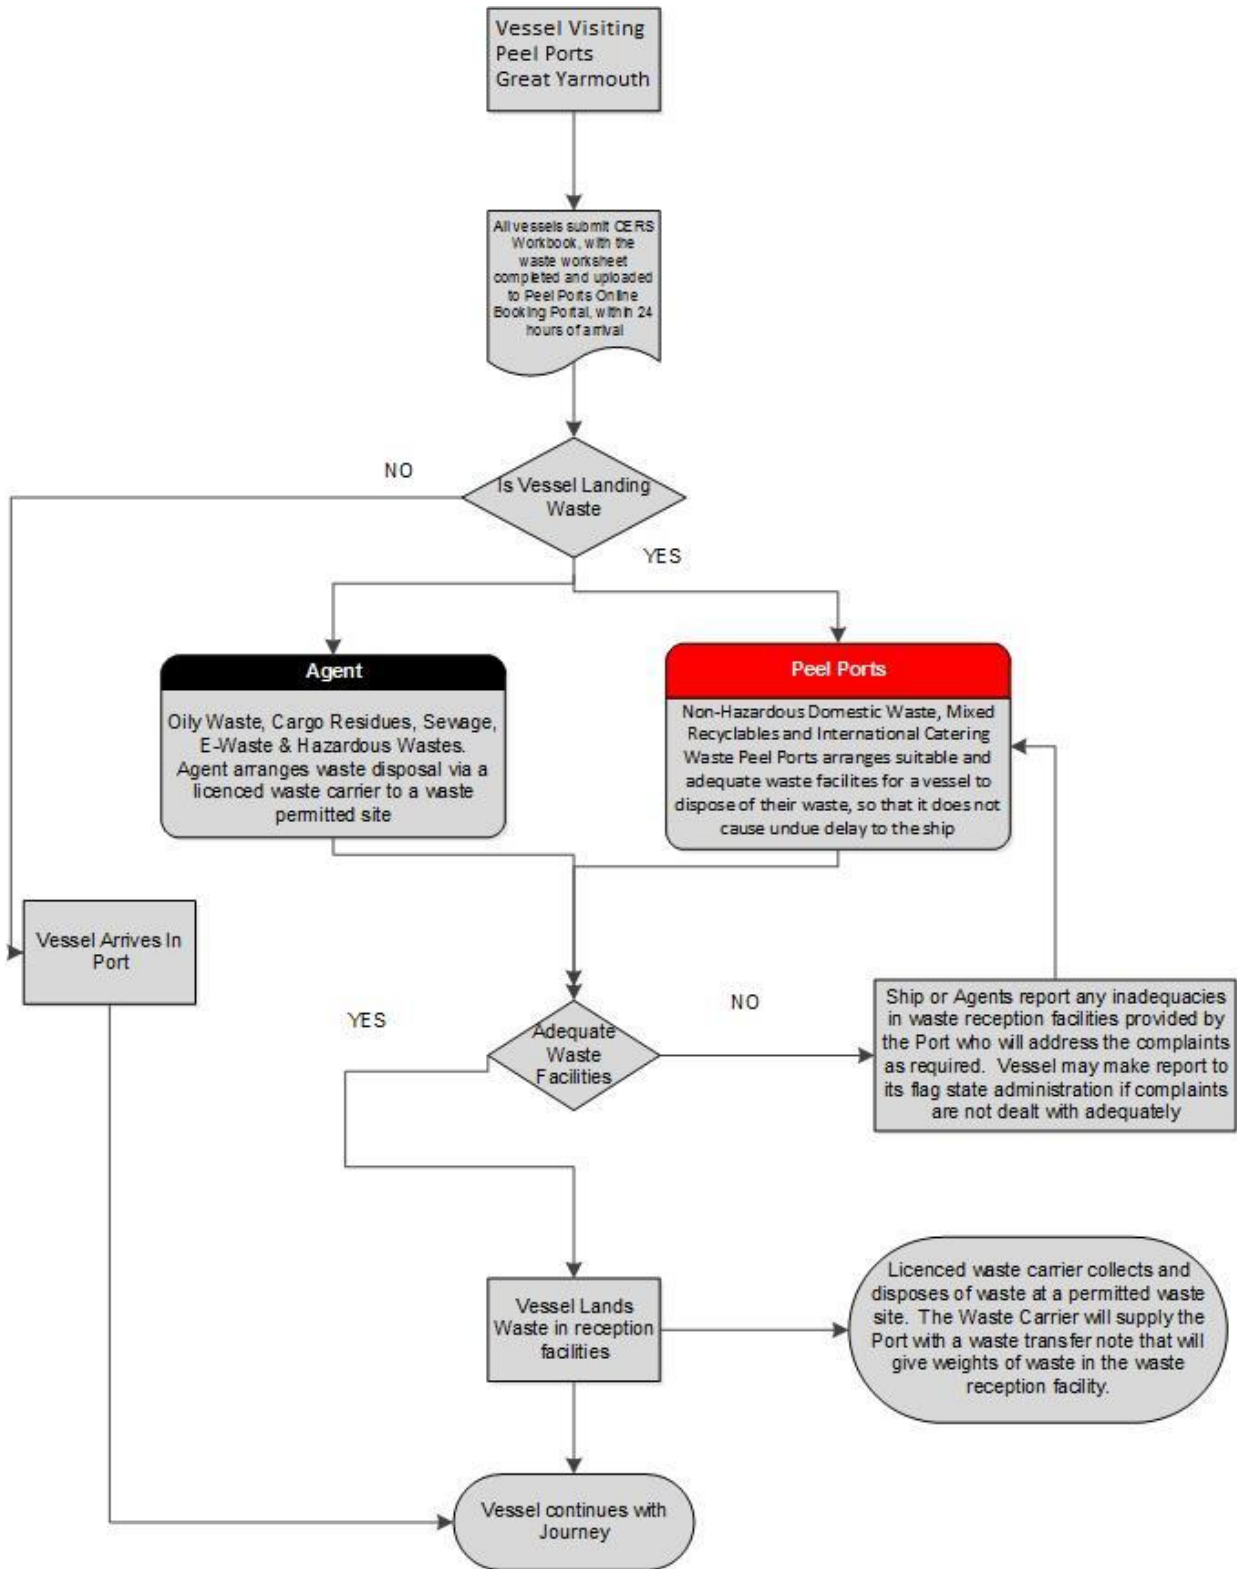 Vessel Visiting
Peel Ports
Great Yarmouth
All vessels submit CERS
Workbook, with the
waste worksheet
completed and uploaded
to Peel Ports Online
Booking Portal, within 24
hours of arrival
NO
Is Vessel Landing
Waste
YES
Agent
Oily Waste, Cargo Residues, Sewage,
E-Waste & Hazardous Wastes.
Agent arranges waste disposal via a
licenced waste carrier to a waste
permitted site
Peel Ports
Non-Hazardous Domestic Waste, Mixed
Recyclables and International Catering
Waste Peel Ports arranges suitable and
adequate waste facilites for a vessel to
dispose of their waste, so that it does not
cause undue delay to the ship
Vessel Arrives In
Port
YES
Adequate
Waste
Facilities
NO
Ship or Agents report any inadequacies
in waste reception facilities provided by
the Port who will address the complaints
as required. Vessel may make report to
its flag state administration if complaints
are not dealt with adequately
Vessel Lands
Waste in reception
facilities
Licenced waste carrier collects and
disposes of waste at a permitted waste
site. The Waste Carrier will supply the
Port with a waste transfer note that will
give weights of waste in the waste
reception facility.
Vessel continues with
Journey